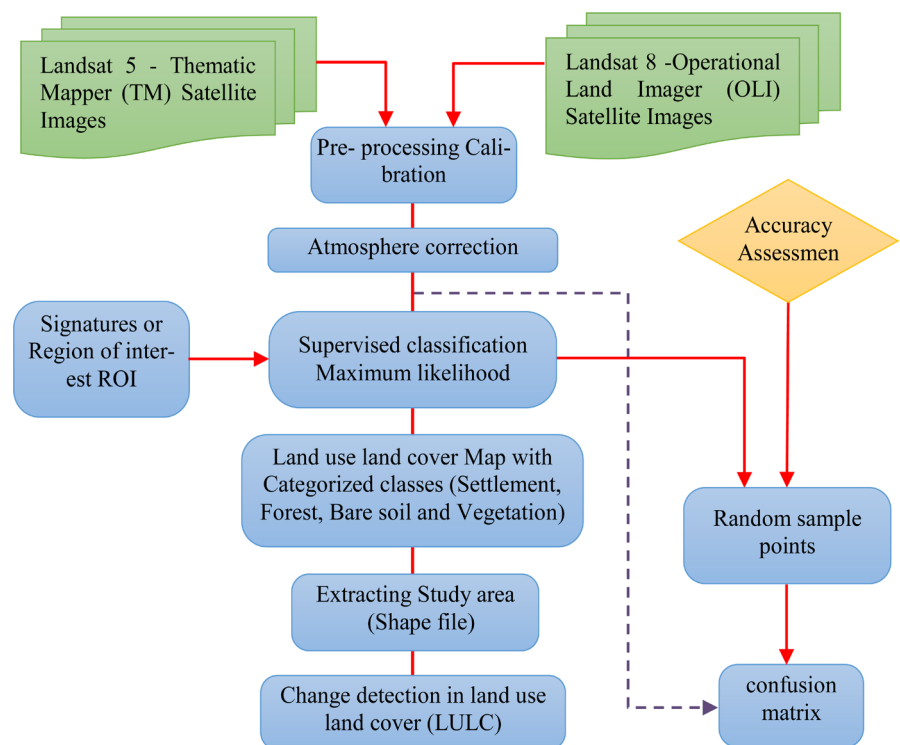 Landsat 5 - Thematic
Mapper (TM) Satellite
Images
Landsat 8 -Operational
Land Imager (OLI)
Satellite Images
Pre- processing Cali-
bration
Atmosphere correction
Accuracy
Assessmen
Signatures or
Region of inter-
est ROI
Supervised classification
Maximum likelihood
Land use land cover Map with
Categorized classes (Settlement,
Forest, Bare soil and Vegetation)
Random sample
points
Extracting Study area
(Shape file)
Change detection in land use
land cover (LULC)
confusion
matrix